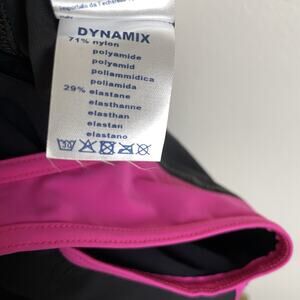 DYNAMIX
71% nylon
polyamide
polyamid
poliammidica
poliamida
29% elastane
elasthanne
elasthan
elastan
elastano